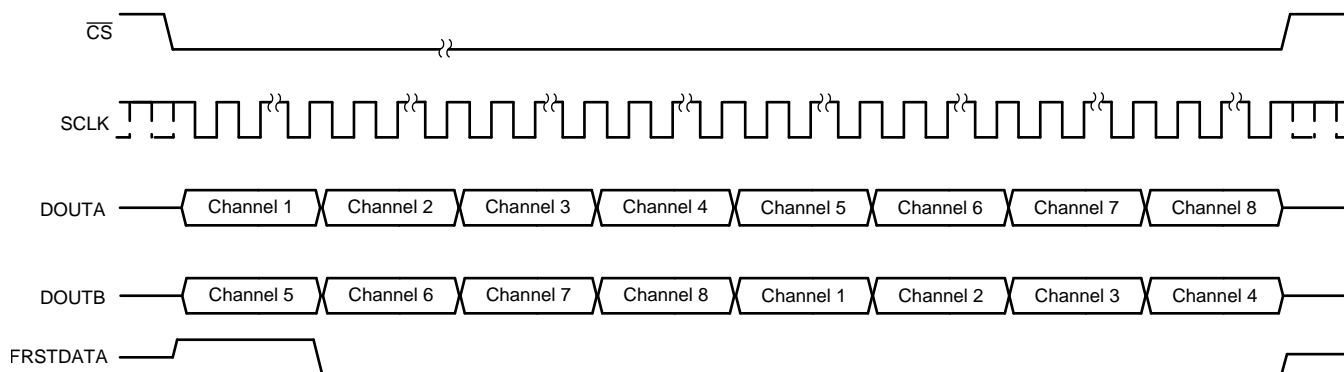 CS
SCLK
DOUTA Channel 1 Channel 2 Channel 3 Channel 4 Channel 5 Channel 6 Channel 7 Channel 8
DOUTB Channel 5 Channel 6 Channel 7 Channel 8 Channel 1 Channel 2 Channel 3 Channel 4
FRSTDATA